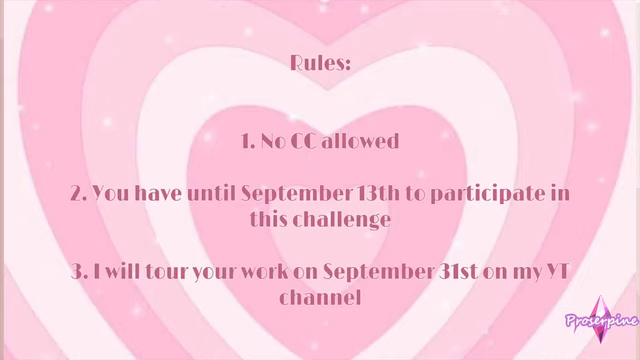 Rules:
1. No CC allowed
2. You have until September 13th to participate in
this challenge
3. I will tour your work on September 31st on my YT
channel
Proserpine